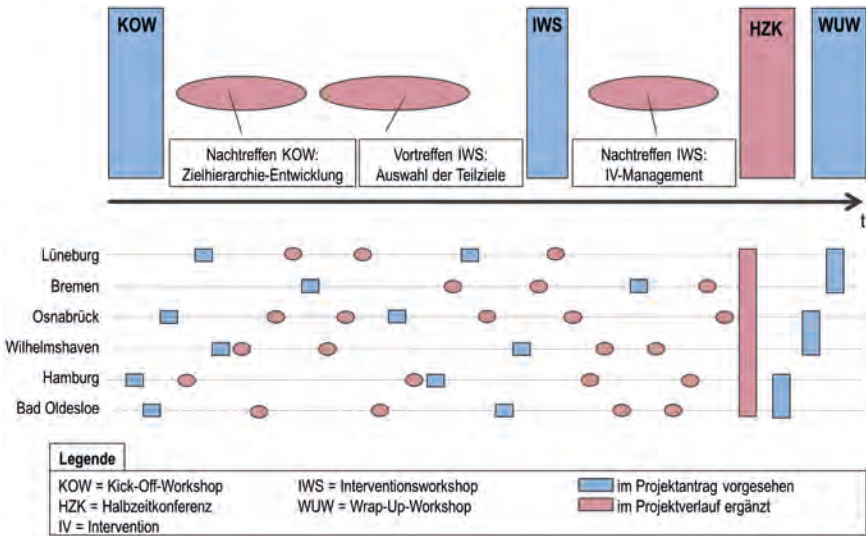 KOW
IWS
HZK
WUW
Nachtreffen KOW:
Zielhierarchie-Entwicklung
Vortreffen IWS:
Auswahl der Teilziele
Nachtreffen IWS:
IV-Management
t
Lüneburg
Bremen
Osnabrück
Wilhelmshaven
Hamburg
Bad Oldesloe
Legende
KOW = Kick-Off-Workshop
IWS = Interventionsworkshop
im Projektantrag vorgesehen
HZK = Halbzeitkonferenz
WUW = Wrap-Up-Workshop
im Projektverlauf ergänzt
IV = Intervention